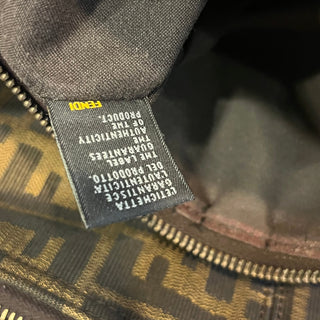 L'ETICHETTA
GARANTISCE
L'AUTENTICITA'
DEL PRODOTTO.
THE LABEL
GUARANTEES
THE
AUTHENTICITY
OF THE
PRODUCT.
FENDI